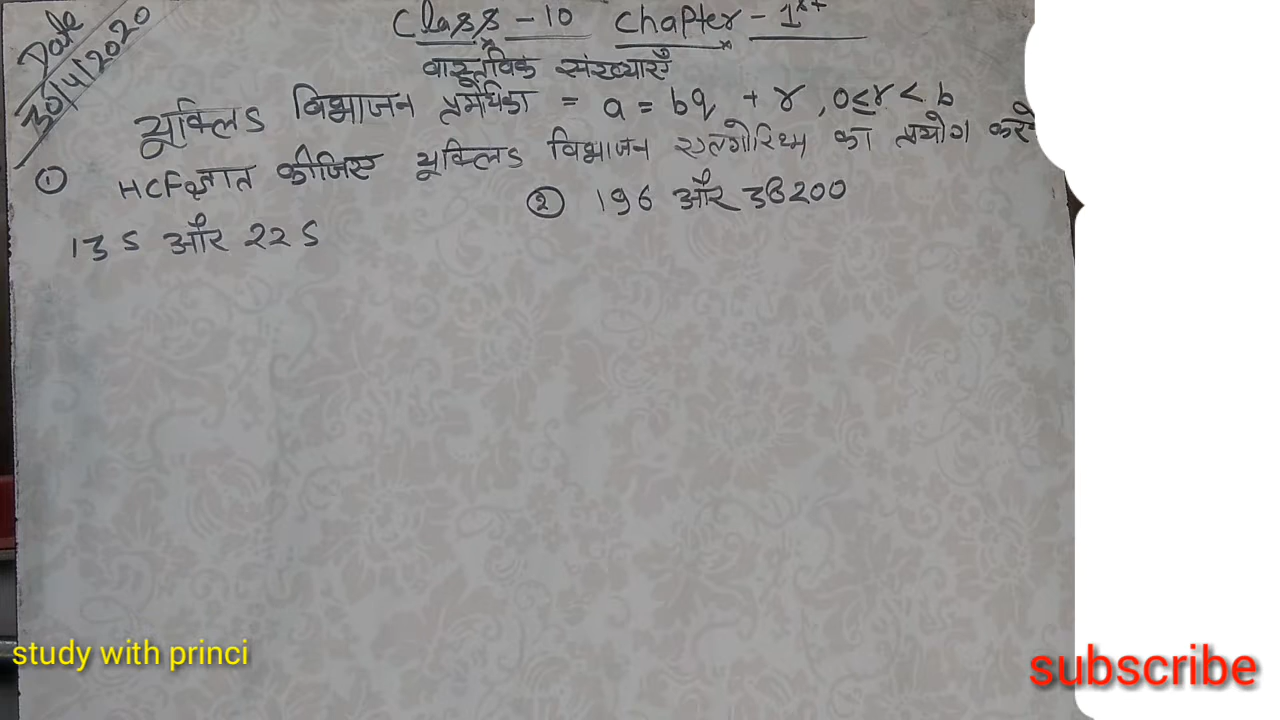 Date
30/4/2020
Class - 10 Chapter - 1st
वास्तविक संख्याएँ
यूक्लिड विभाजन प्रमेयिका = a = bq + r, 0≤r<b
① HCF ज्ञात कीजिए यूक्लिड विभाजन एल्गोरिथ्म का प्रयोग करके
135 और 225
② 196 और 38200
study with princi
subscribe